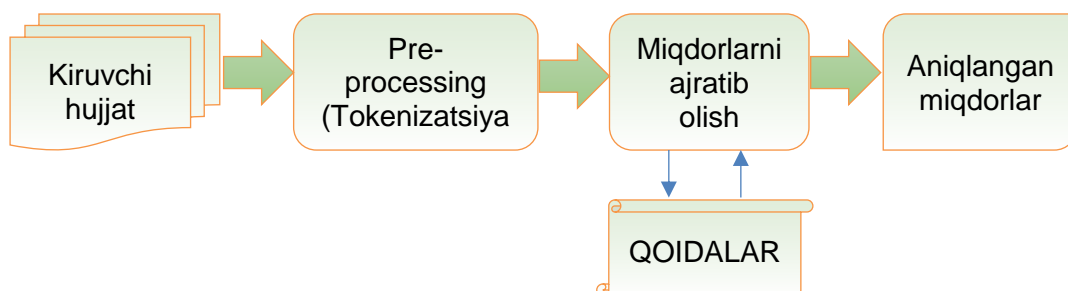 Kiruvchi
hujjat
Pre-
processing
(Tokenizatsiya
Miqdorlarni
ajratib
olish
Aniqlangan
miqdorlar
QOIDALAR